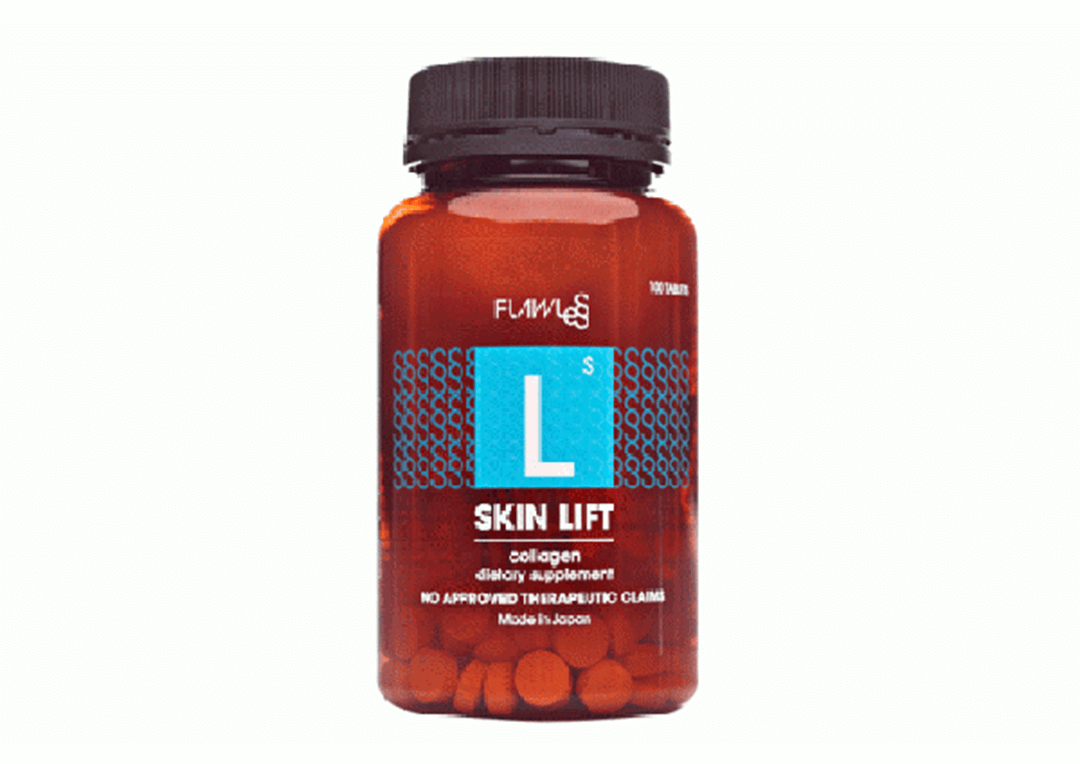 FLAWLESS
100 TABLETS
L S
SKIN LIFT
collagen
dietary supplement
NO APPROVED THERAPEUTIC CLAIMS
Made in Japan